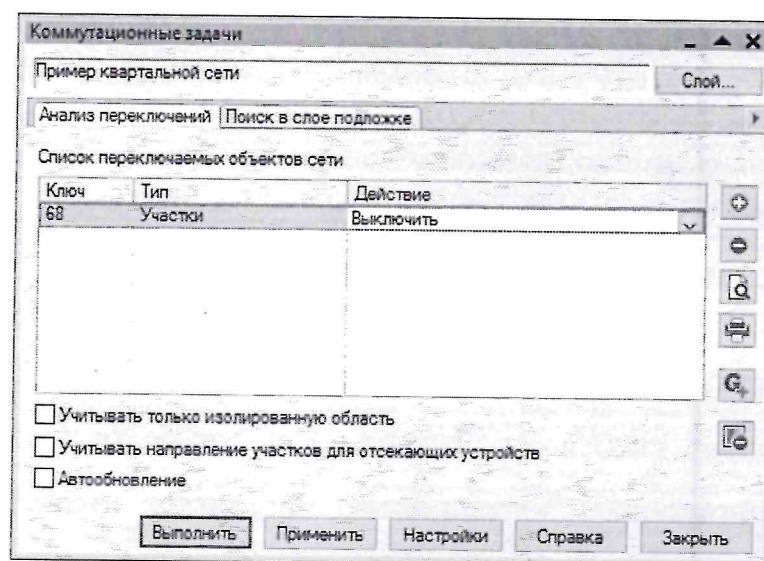 Коммутационные задачи
Пример квартальной сети
Слой...
Анализ переключений Поиск в слое подложке
Список переключаемых объектов сети
Ключ Тип Действие
68 Участки Выключить
Учитывать только изолированную область
Учитывать направление участков для отсекающих устройств
Автообновление
Выполнить Применить Настройки Справка Закрыть